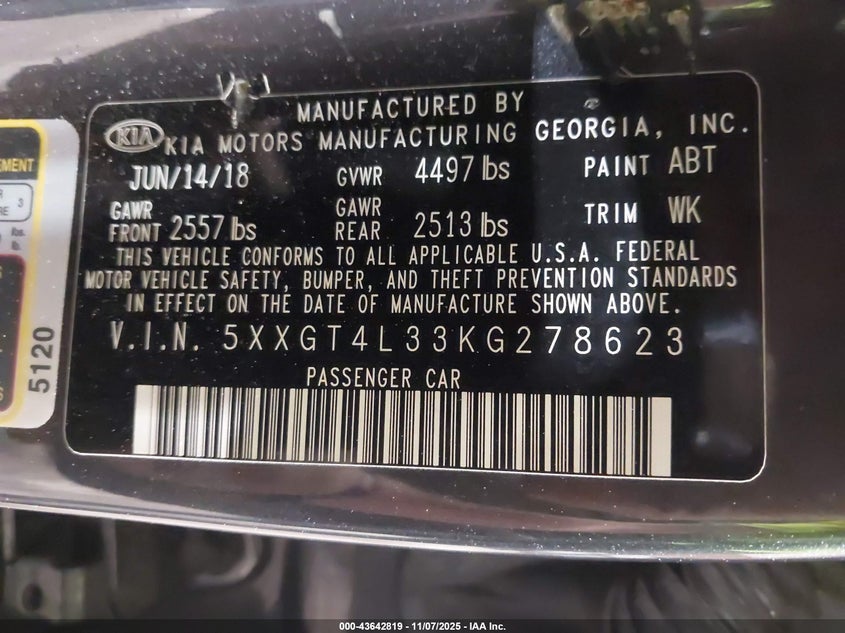 MANUFACTURED BY
KIA KIA MOTORS MANUFACTURING GEORGIA, INC.
JUN/14/18 GVWR 4497 lbs PAINT ABT
GAWR FRONT 2557 lbs GAWR REAR 2513 lbs TRIM WK
THIS VEHICLE CONFORMS TO ALL APPLICABLE U.S.A. FEDERAL
MOTOR VEHICLE SAFETY, BUMPER, AND THEFT PREVENTION STANDARDS
IN EFFECT ON THE DATE OF MANUFACTURE SHOWN ABOVE.
V.I.N. 5XXGT4L33KG278623
PASSENGER CAR
3
lbs.
lb.
5120
000-43642819 - 11/07/2025 - IAA Inc.